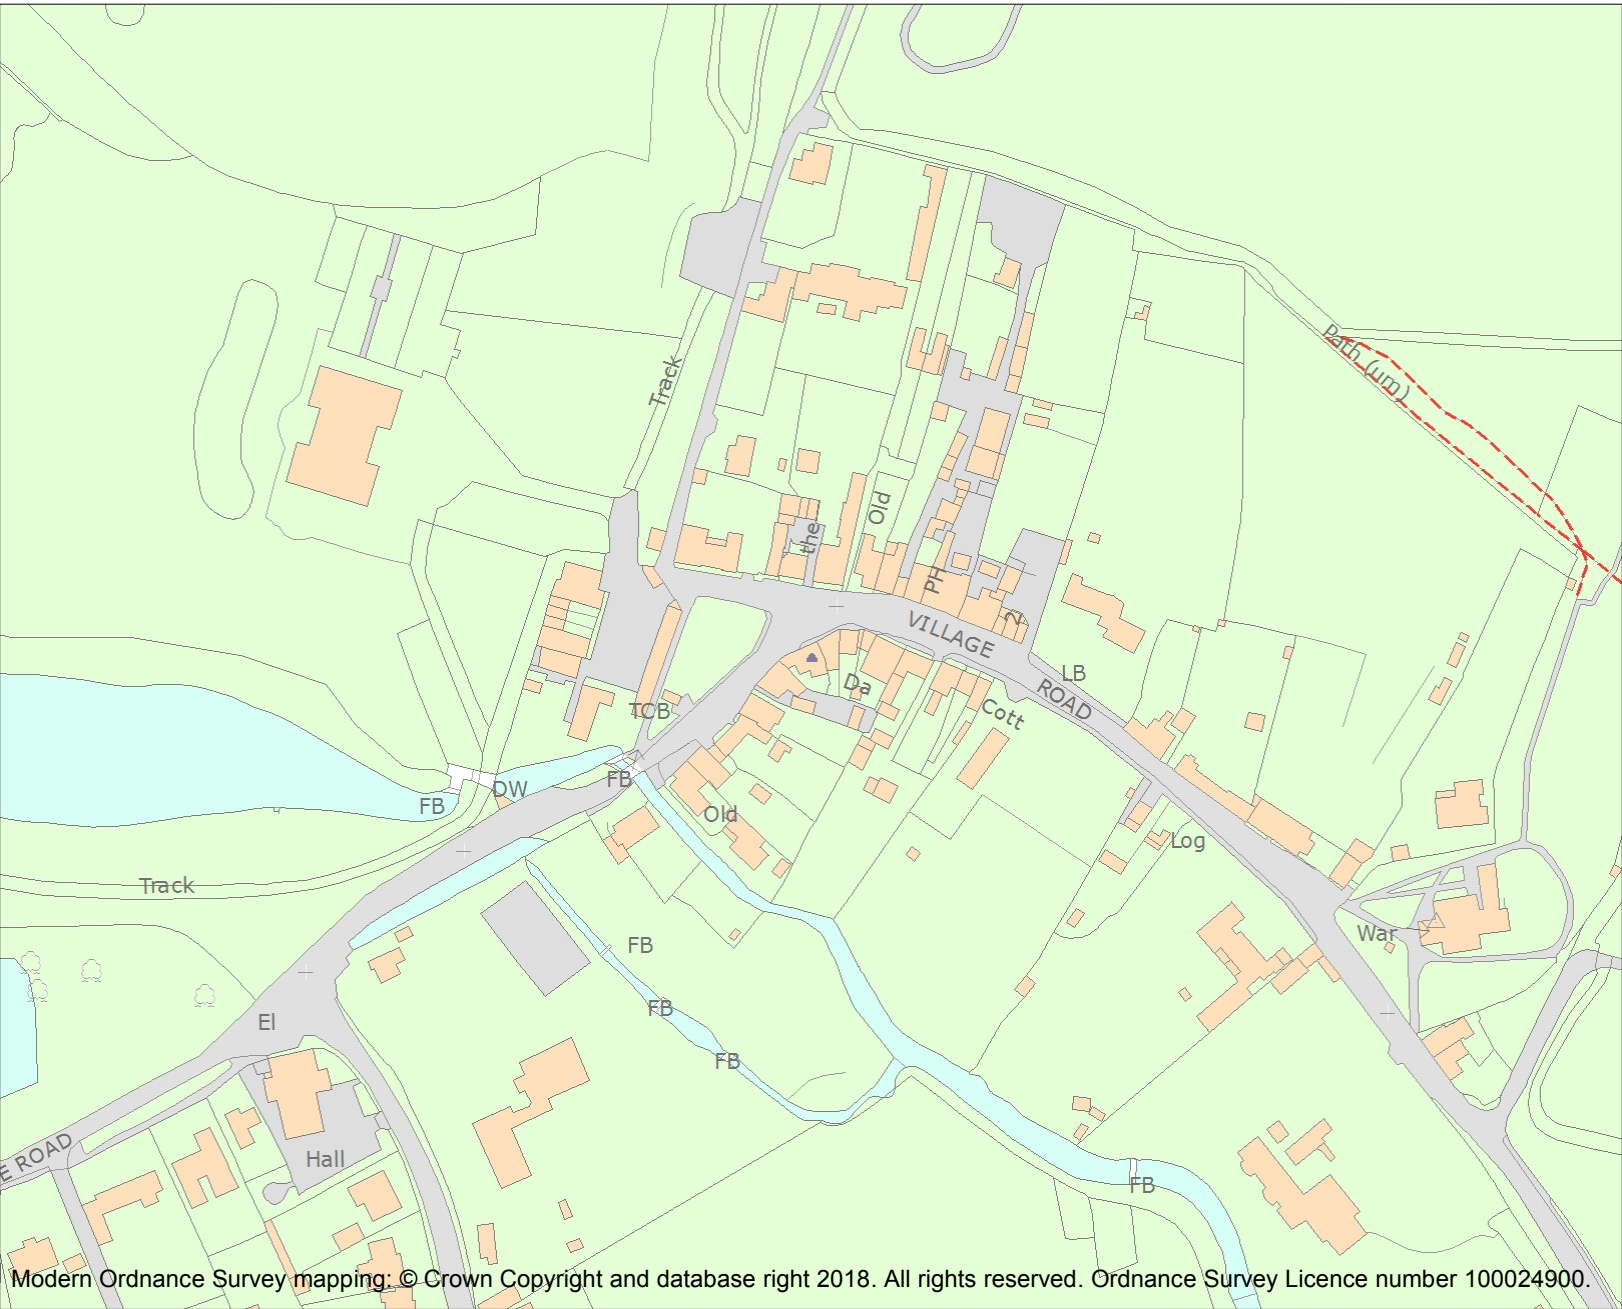 Path (um)
Track
Old
the...
PH
2
VILLAGE
ROAD
LB
Da
Cott
TCB
FB
DW
FB
Old
Log
Track
War
FB
FB
El
FB
Hall
E ROAD
FB
Modern Ordnance Survey mapping: © Crown Copyright and database right 2018. All rights reserved. Ordnance Survey Licence number 100024900.